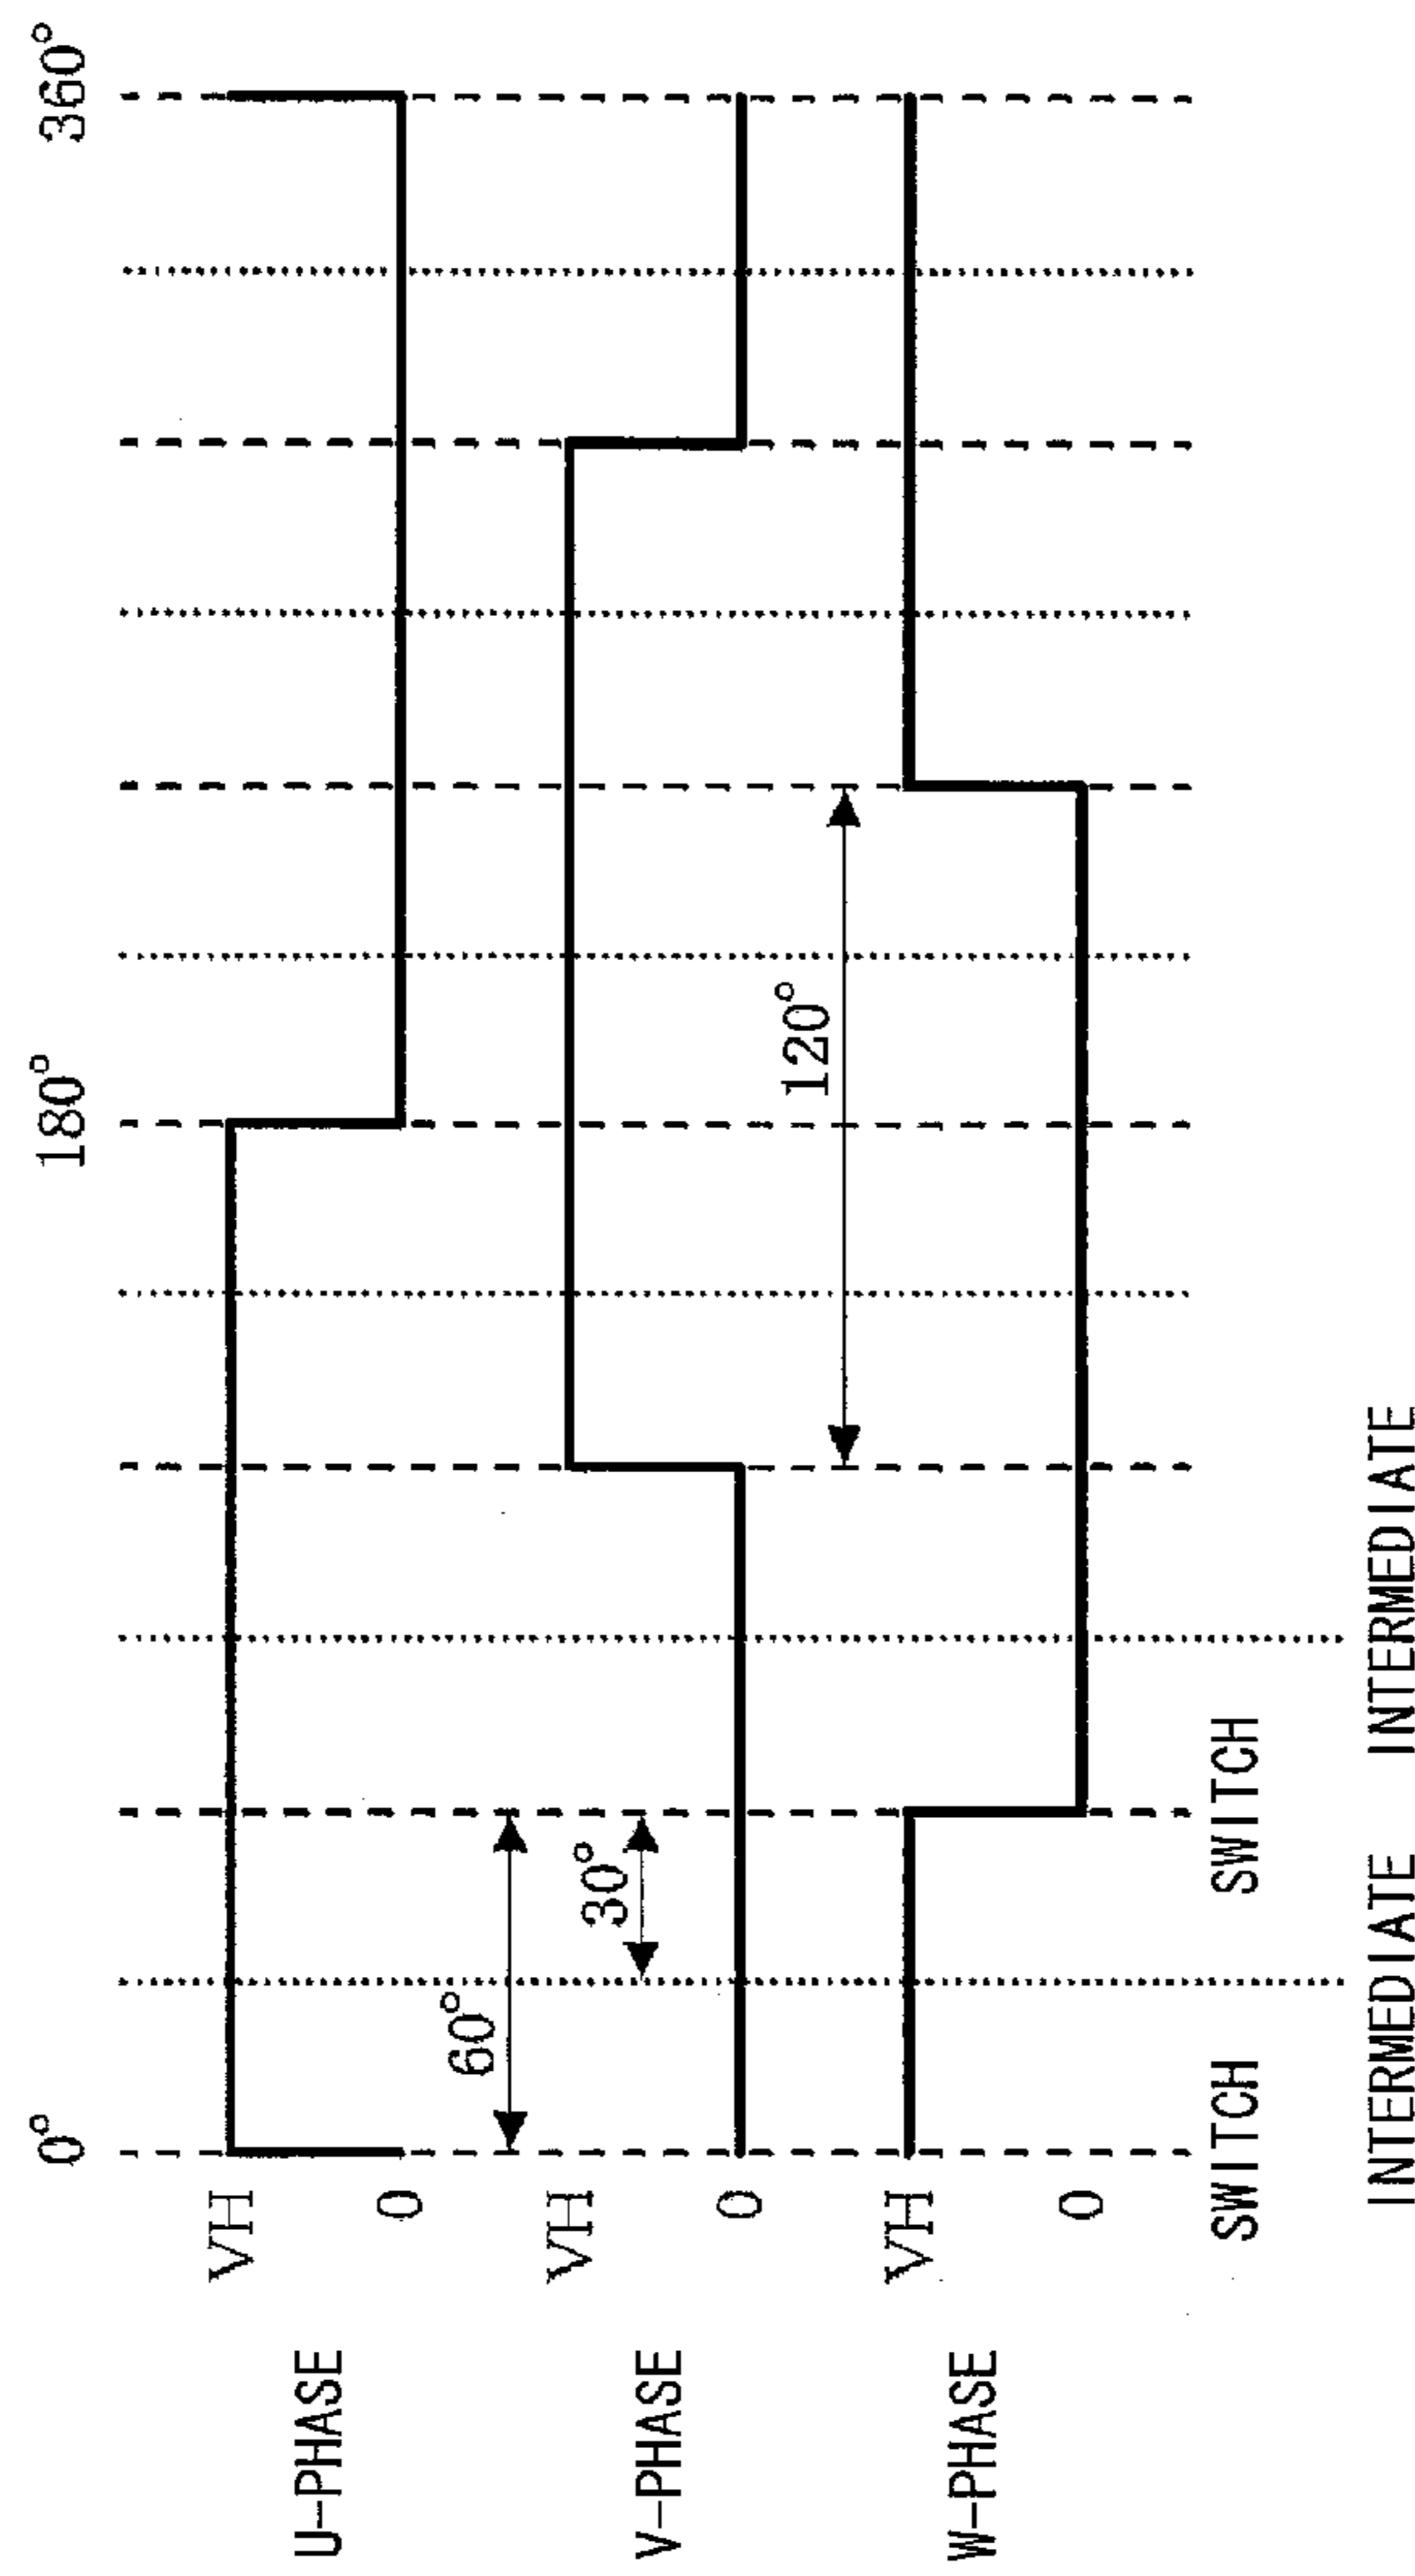 0° 180° 360°
U-PHASE
VH
0
60°
V-PHASE
VH
0
30°
120°
W-PHASE
VH
0
SWITCH SWITCH
INTERMEDIATE INTERMEDIATE